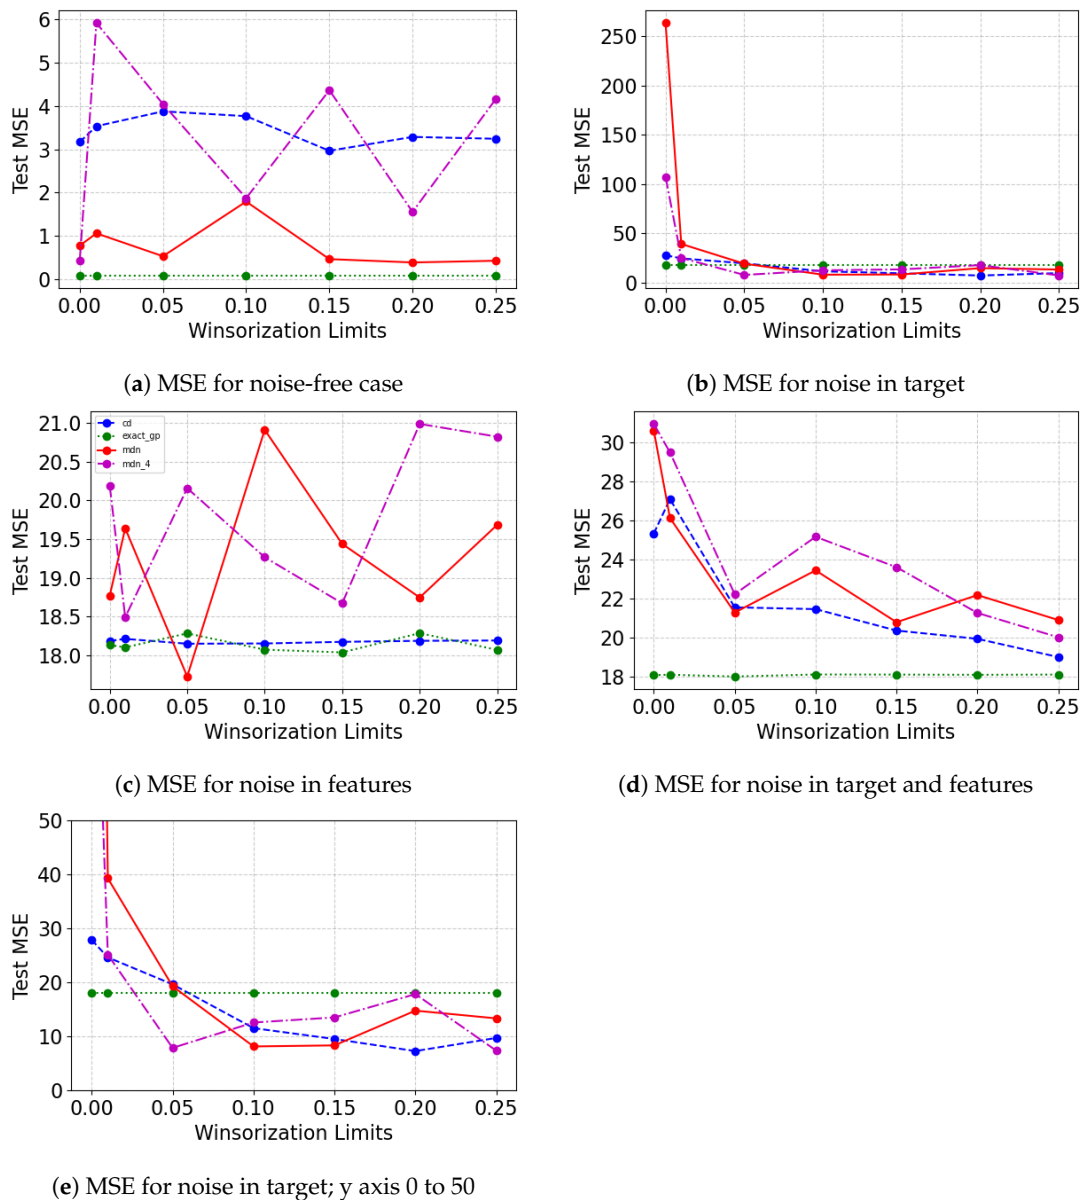 6
5
4
3
2
1
0
Test MSE
0.00 0.01 0.05 0.10 0.15 0.20 0.25
Winsorization Limits
(a) MSE for noise-free case
250
200
150
100
50
0
Test MSE
0.00 0.05 0.10 0.15 0.20 0.25
Winsorization Limits
(b) MSE for noise in target
21.0
20.5
20.0
19.5
19.0
18.5
18.0
Test MSE
cd
exact_gp
mdn
mdn_4
0.00 0.05 0.10 0.15 0.20 0.25
Winsorization Limits
(c) MSE for noise in features
30
28
26
24
22
20
18
Test MSE
0.00 0.05 0.10 0.15 0.20 0.25
Winsorization Limits
(d) MSE for noise in target and features
50
40
30
20
10
0
Test MSE
0.00 0.05 0.10 0.15 0.20 0.25
Winsorization Limits
(e) MSE for noise in target; y axis 0 to 50